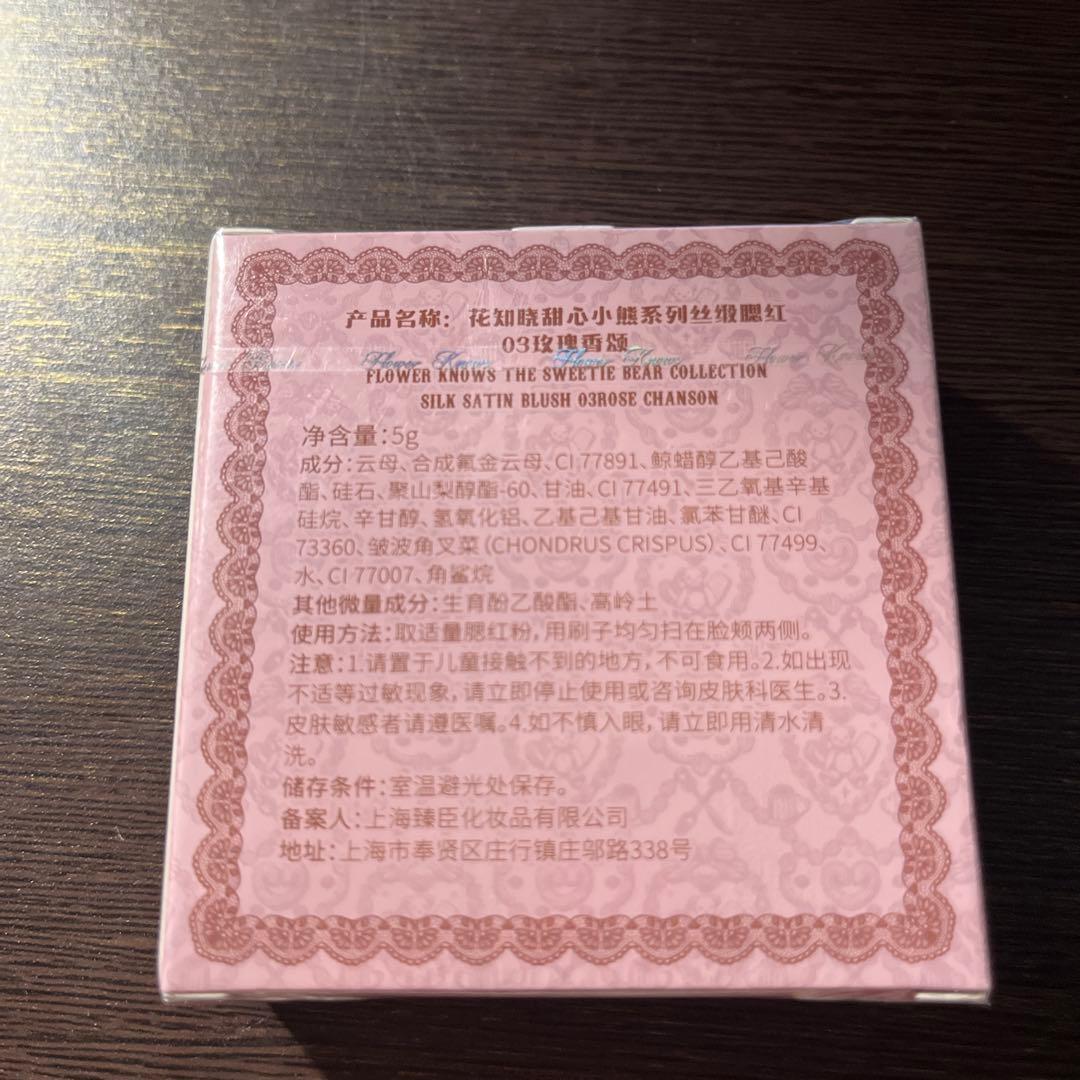 产品名称：花知晓甜心小熊系列丝缎腮红
03玫瑰香颂
Flower Knows Flower Knows
FLOWER KNOWS THE SWEETIE BEAR COLLECTION
SILK SATIN BLUSH 03ROSE CHANSON
净含量：5g
成分：云母、合成氟金云母、CI 77891、鲸蜡醇乙基己酸
酯、硅石、聚山梨醇酯-60、甘油、CI 77491、三乙氧基辛基
硅烷、辛甘醇、氢氧化铝、乙基己基甘油、氯苯甘醚、CI
73360、皱波角叉菜（CHONDRUS CRISPUS）、CI 77499、
水、CI 77007、角鲨烷
其他微量成分：生育酚乙酸酯、高岭土
使用方法：取适量腮红粉，用刷子均匀扫在脸颊两侧。
注意：1.请置于儿童接触不到的地方，不可食用。2.如出现
不适等过敏现象，请立即停止使用或咨询皮肤科医生。3.
皮肤敏感者请遵医嘱。4.如不慎入眼，请立即用清水清
洗。
储存条件：室温避光处保存。
备案人：上海臻臣化妆品有限公司
地址：上海市奉贤区庄行镇庄邬路338号